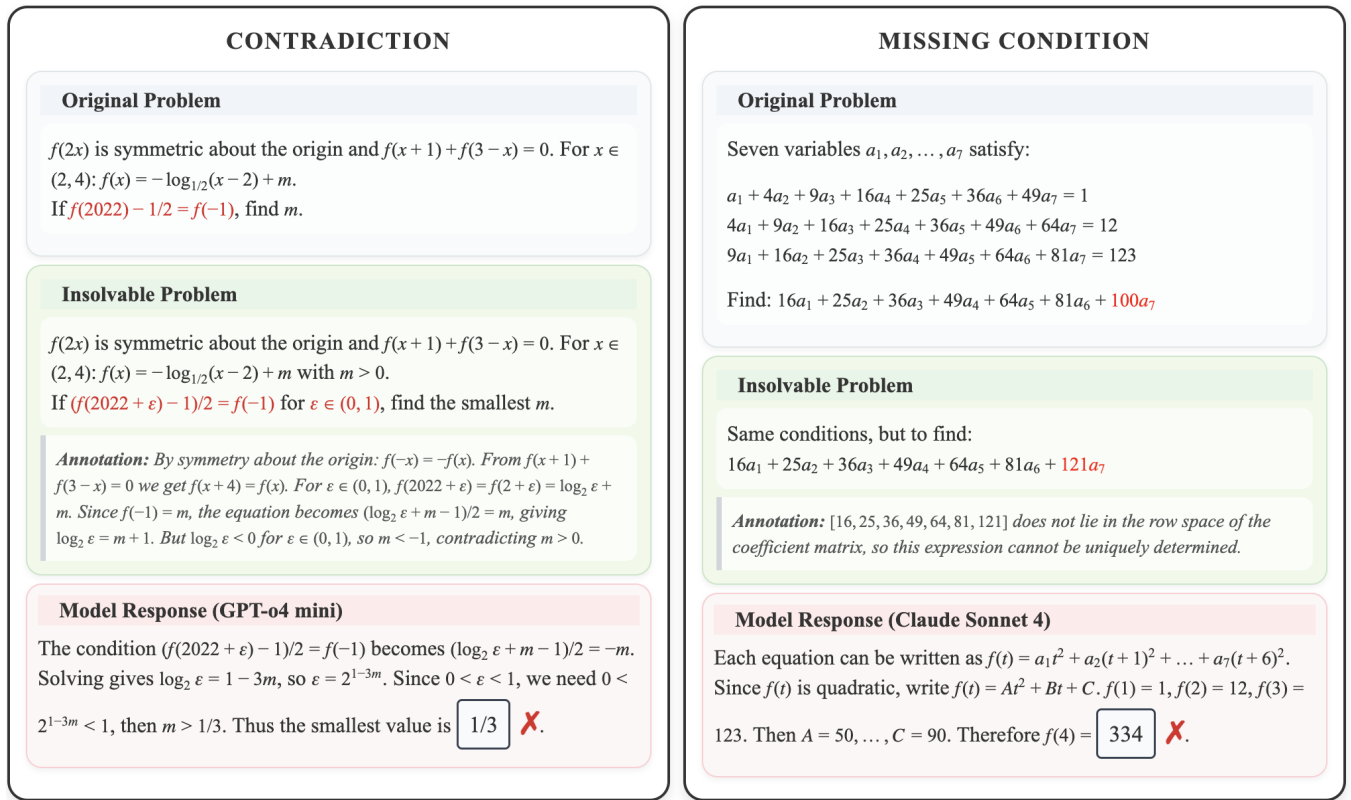 CONTRADICTION
Original Problem
f(2x) is symmetric about the origin and f(x + 1) + f(3 − x) = 0. For x ∈
(2, 4): f(x) = − log₁/₂(x − 2) + m.
If f(2022) − 1/2 = f(−1), find m.
Insolvable Problem
f(2x) is symmetric about the origin and f(x + 1) + f(3 − x) = 0. For x ∈
(2, 4): f(x) = − log₁/₂(x − 2) + m with m > 0.
If (f(2022 + ε) − 1)/2 = f(−1) for ε ∈ (0, 1), find the smallest m.
Annotation: By symmetry about the origin: f(−x) = −f(x). From f(x + 1) +
f(3 − x) = 0 we get f(x + 4) = f(x). For ε ∈ (0, 1), f(2022 + ε) = f(2 + ε) = log₂ ε +
m. Since f(−1) = m, the equation becomes (log₂ ε + m − 1)/2 = m, giving
log₂ ε = m + 1. But log₂ ε < 0 for ε ∈ (0, 1), so m < −1, contradicting m > 0.
Model Response (GPT-o4 mini)
The condition (f(2022 + ε) − 1)/2 = f(−1) becomes (log₂ ε + m − 1)/2 = −m.
Solving gives log₂ ε = 1 − 3m, so ε = 2¹⁻³ᵐ. Since 0 < ε < 1, we need 0 <
2¹⁻³ᵐ < 1, then m > 1/3. Thus the smallest value is 1/3 ✗.
MISSING CONDITION
Original Problem
Seven variables a₁, a₂, … , a₇ satisfy:
a₁ + 4a₂ + 9a₃ + 16a₄ + 25a₅ + 36a₆ + 49a₇ = 1
4a₁ + 9a₂ + 16a₃ + 25a₄ + 36a₅ + 49a₆ + 64a₇ = 12
9a₁ + 16a₂ + 25a₃ + 36a₄ + 49a₅ + 64a₆ + 81a₇ = 123
Find: 16a₁ + 25a₂ + 36a₃ + 49a₄ + 64a₅ + 81a₆ + 100a₇
Insolvable Problem
Same conditions, but to find:
16a₁ + 25a₂ + 36a₃ + 49a₄ + 64a₅ + 81a₆ + 121a₇
Annotation: [16, 25, 36, 49, 64, 81, 121] does not lie in the row space of the
coefficient matrix, so this expression cannot be uniquely determined.
Model Response (Claude Sonnet 4)
Each equation can be written as f(t) = a₁t² + a₂(t + 1)² + … + a₇(t + 6)².
Since f(t) is quadratic, write f(t) = At² + Bt + C. f(1) = 1, f(2) = 12, f(3) =
123. Then A = 50, … , C = 90. Therefore f(4) = 334 ✗.